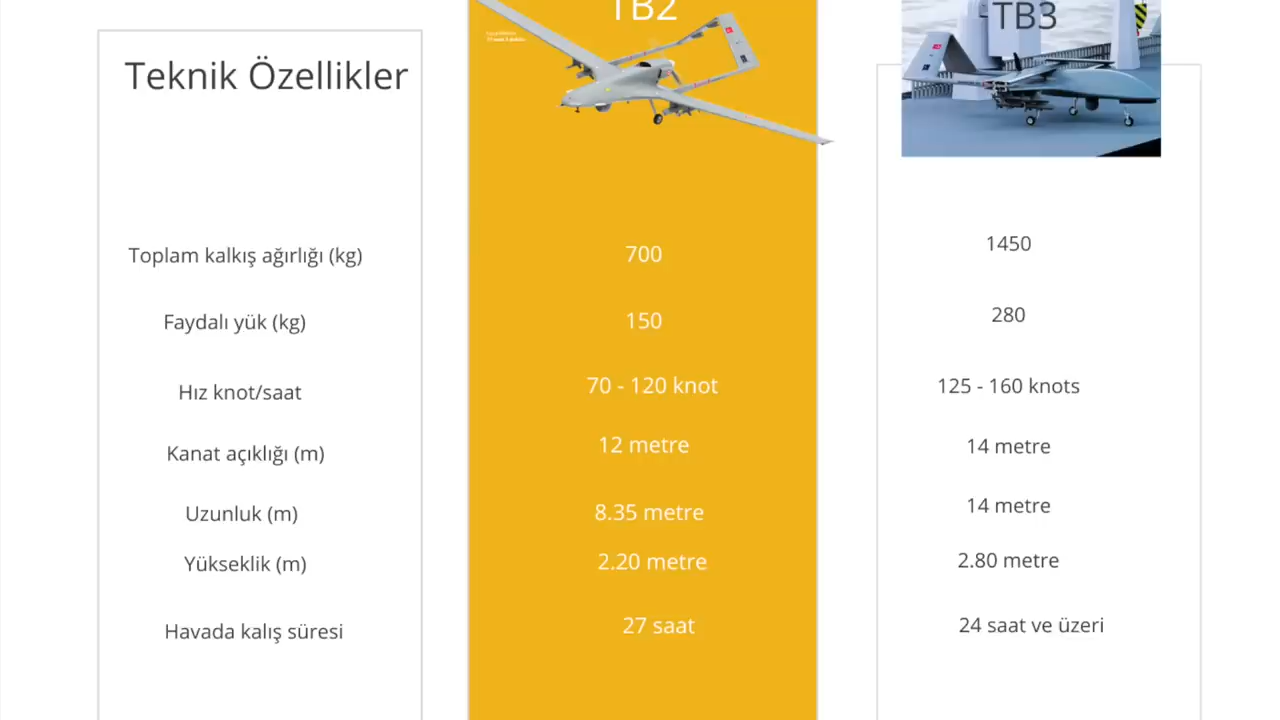 TB2
TB3
Teknik Özellikler
Toplam kalkış ağırlığı (kg)
700
1450
Faydalı yük (kg)
150
280
Hız knot/saat
70 - 120 knot
125 - 160 knots
Kanat açıklığı (m)
12 metre
14 metre
Uzunluk (m)
8.35 metre
14 metre
Yükseklik (m)
2.20 metre
2.80 metre
Havada kalış süresi
27 saat
24 saat ve üzeri